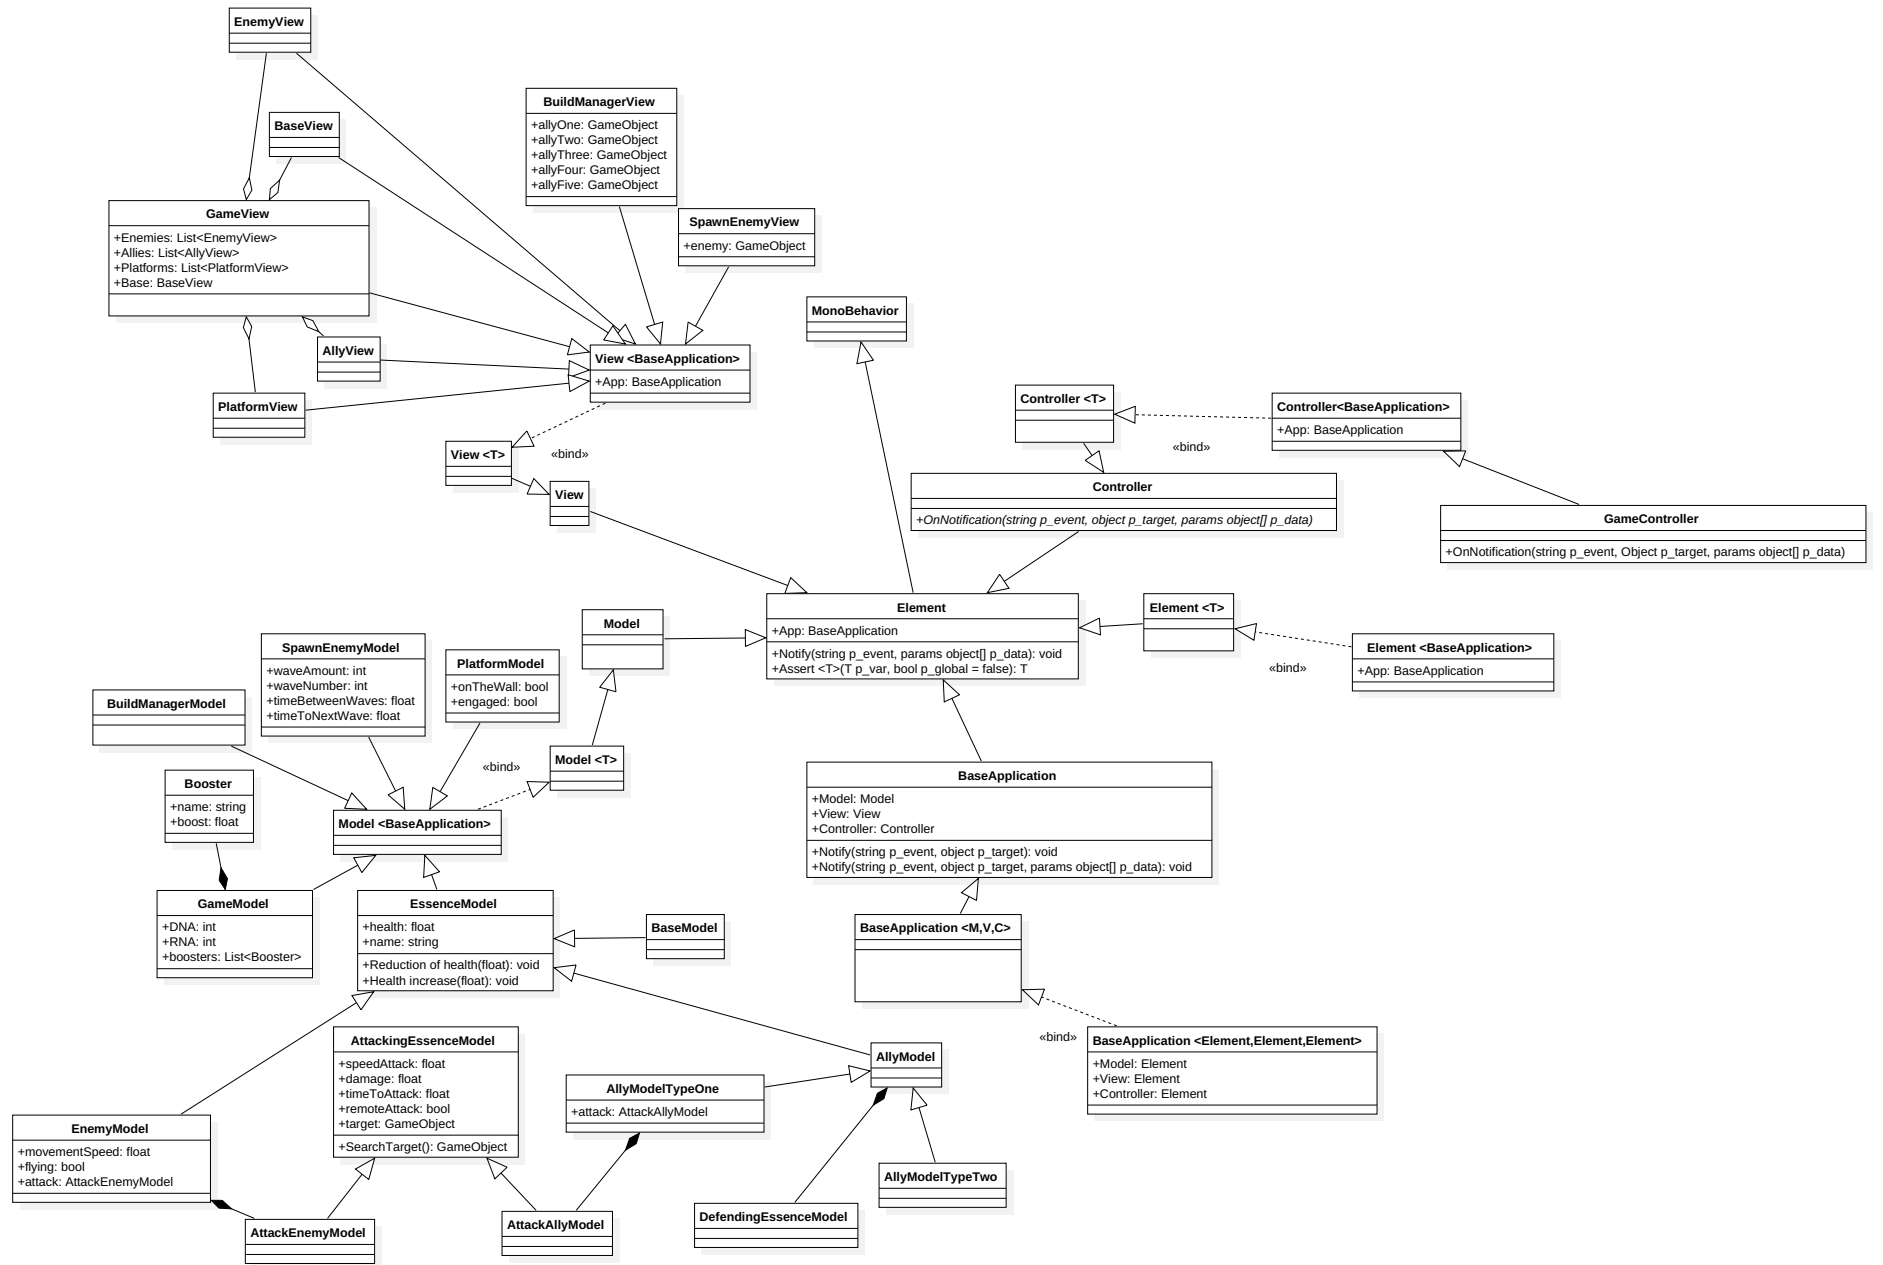 EnemyView
BaseView
BuildManagerView
+allyOne: GameObject
+allyTwo: GameObject
+allyThree: GameObject
+allyFour: GameObject
+allyFive: GameObject
GameView
+Enemies: List<EnemyView>
+Allies: List<AllyView>
+Platforms: List<PlatformView>
+Base: BaseView
SpawnEnemyView
+enemy: GameObject
MonoBehavior
AllyView
View <BaseApplication>
+App: BaseApplication
PlatformView
Controller <T>
Controller<BaseApplication>
+App: BaseApplication
View <T>
«bind»
«bind»
View
Controller
+OnNotification(string p_event, object p_target, params object[] p_data)
GameController
+OnNotification(string p_event, Object p_target, params object[] p_data)
Element
+App: BaseApplication
+Notify(string p_event, params object[] p_data): void
+Assert <T>(T p_var, bool p_global = false): T
Element <T>
Model
Element <BaseApplication>
+App: BaseApplication
«bind»
SpawnEnemyModel
+waveAmount: int
+waveNumber: int
+timeBetweenWaves: float
+timeToNextWave: float
PlatformModel
+onTheWall: bool
+engaged: bool
BuildManagerModel
Model <T>
«bind»
Booster
+name: string
+boost: float
BaseApplication
+Model: Model
+View: View
+Controller: Controller
+Notify(string p_event, object p_target): void
+Notify(string p_event, object p_target, params object[] p_data): void
Model <BaseApplication>
GameModel
+DNA: int
+RNA: int
+boosters: List<Booster>
EssenceModel
+health: float
+name: string
+Reduction of health(float): void
+Health increase(float): void
BaseModel
BaseApplication <M,V,C>
«bind»
BaseApplication <Element,Element,Element>
+Model: Element
+View: Element
+Controller: Element
AttackingEssenceModel
+speedAttack: float
+damage: float
+timeToAttack: float
+remoteAttack: bool
+target: GameObject
+SearchTarget(): GameObject
AllyModel
AllyModelTypeOne
+attack: AttackAllyModel
EnemyModel
+movementSpeed: float
+flying: bool
+attack: AttackEnemyModel
AllyModelTypeTwo
DefendingEssenceModel
AttackAllyModel
AttackEnemyModel